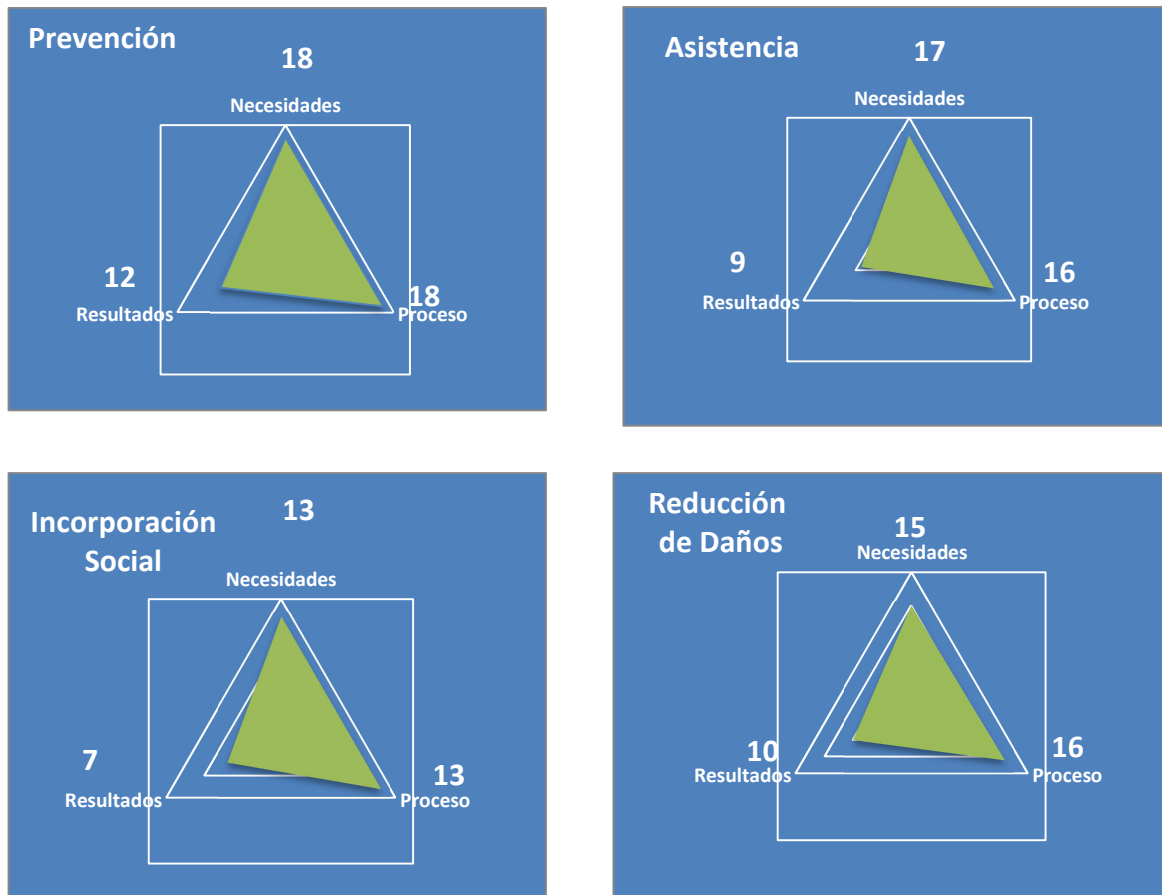 Prevención
18
Necesidades
12
18
Resultados
Proceso
Asistencia
17
Necesidades
9
16
Resultados
Proceso
Incorporación
Social
13
Necesidades
7
13
Resultados
Proceso
Reducción
de Daños
15
Necesidades
10
16
Resultados
Proceso